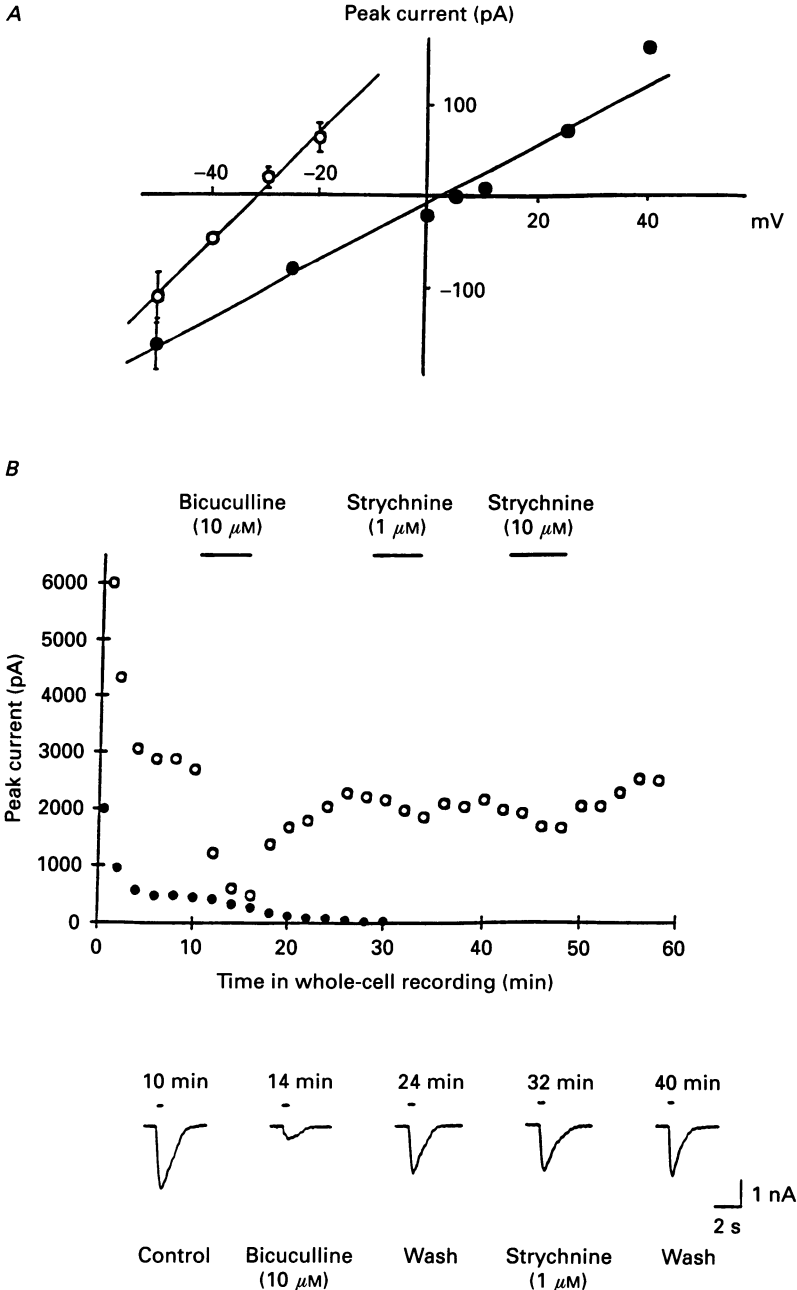 A
Peak current (pA)
100
−40 −20
20 40 mV
−100
B
Bicuculline Strychnine Strychnine
(10 μM) (1 μM) (10 μM)
6000
5000
4000
3000
2000
1000
0
Peak current (pA)
0 10 20 30 40 50 60
Time in whole-cell recording (min)
10 min 14 min 24 min 32 min 40 min
1 nA
2 s
Control Bicuculline Wash Strychnine Wash
(10 μM) (1 μM)